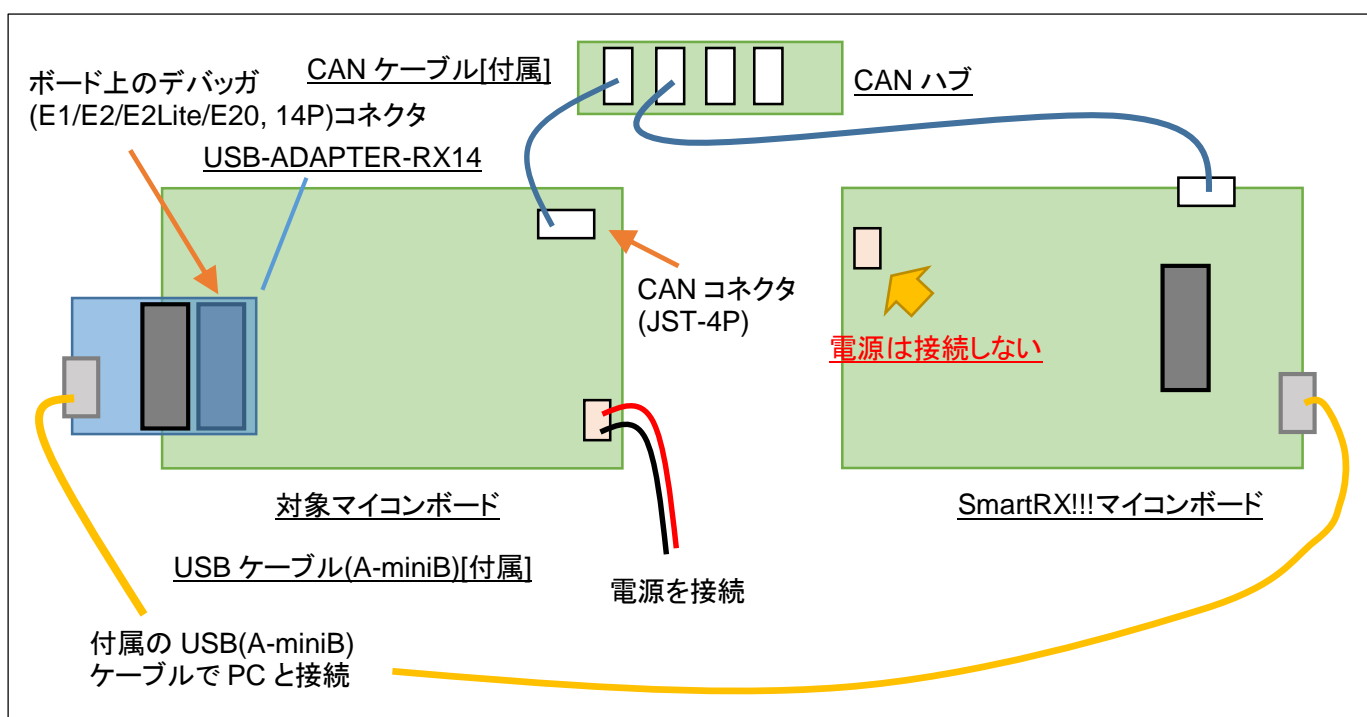 CAN ケーブル[付属]
CAN ハブ
ボード上のデバッガ
(E1/E2/E2Lite/E20, 14P)コネクタ
USB-ADAPTER-RX14
CAN コネクタ
(JST-4P)
電源は接続しない
対象マイコンボード
SmartRX!!!マイコンボード
USB ケーブル(A-miniB)[付属]
電源を接続
付属の USB(A-miniB)
ケーブルで PC と接続